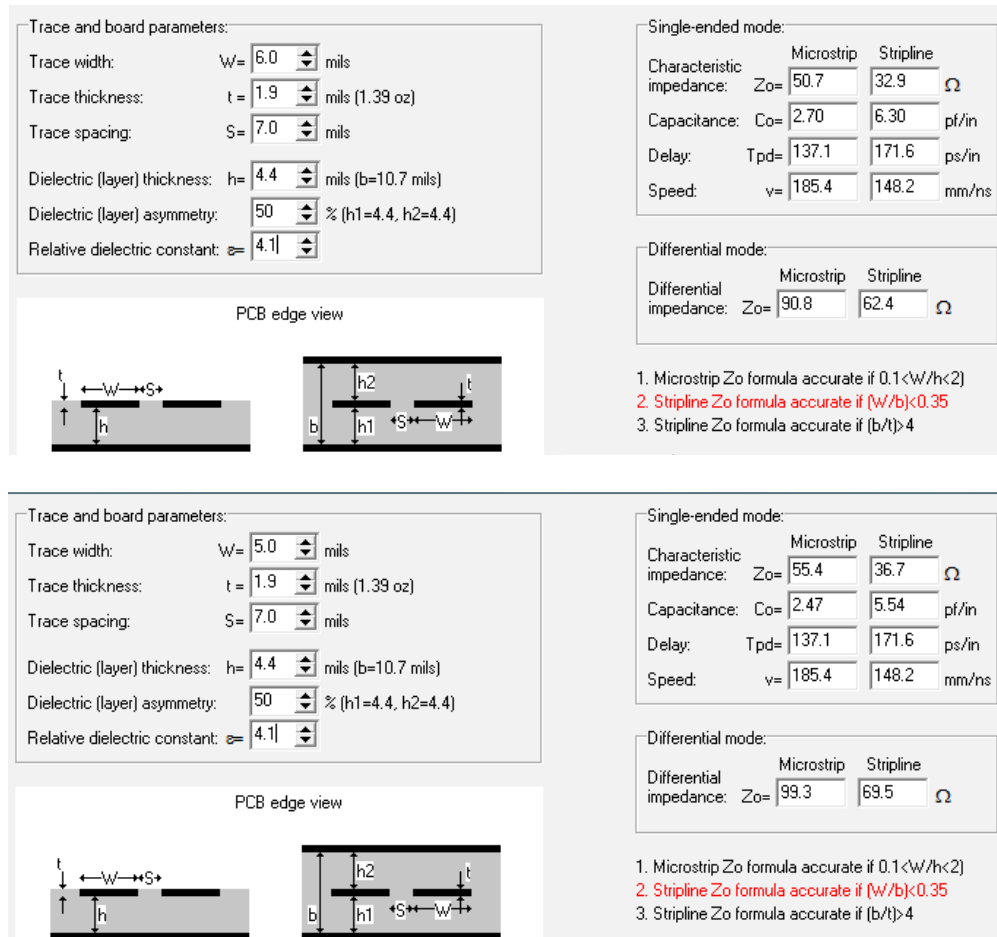 Trace and board parameters:
Trace width: W= 6.0 mils
Trace thickness: t = 1.9 mils (1.39 oz)
Trace spacing: S= 7.0 mils
Dielectric (layer) thickness: h= 4.4 mils (b=10.7 mils)
Dielectric (layer) asymmetry: 50 % (h1=4.4, h2=4.4)
Relative dielectric constant: ε= 4.1
PCB edge view
t W S
h
h2 t
b h1 S W
Single-ended mode:
Microstrip Stripline
Characteristic
impedance: Zo= 50.7 32.9 Ω
Capacitance: Co= 2.70 6.30 pf/in
Delay: Tpd= 137.1 171.6 ps/in
Speed: v= 185.4 148.2 mm/ns
Differential mode:
Microstrip Stripline
Differential
impedance: Zo= 90.8 62.4 Ω
1. Microstrip Zo formula accurate if 0.1<W/h<2)
2. Stripline Zo formula accurate if (W/b)<0.35
3. Stripline Zo formula accurate if (b/t)>4
Trace and board parameters:
Trace width: W= 5.0 mils
Trace thickness: t = 1.9 mils (1.39 oz)
Trace spacing: S= 7.0 mils
Dielectric (layer) thickness: h= 4.4 mils (b=10.7 mils)
Dielectric (layer) asymmetry: 50 % (h1=4.4, h2=4.4)
Relative dielectric constant: ε= 4.1
PCB edge view
t W S
h
h2 t
b h1 S W
Single-ended mode:
Microstrip Stripline
Characteristic
impedance: Zo= 55.4 36.7 Ω
Capacitance: Co= 2.47 5.54 pf/in
Delay: Tpd= 137.1 171.6 ps/in
Speed: v= 185.4 148.2 mm/ns
Differential mode:
Microstrip Stripline
Differential
impedance: Zo= 99.3 69.5 Ω
1. Microstrip Zo formula accurate if 0.1<W/h<2)
2. Stripline Zo formula accurate if (W/b)<0.35
3. Stripline Zo formula accurate if (b/t)>4